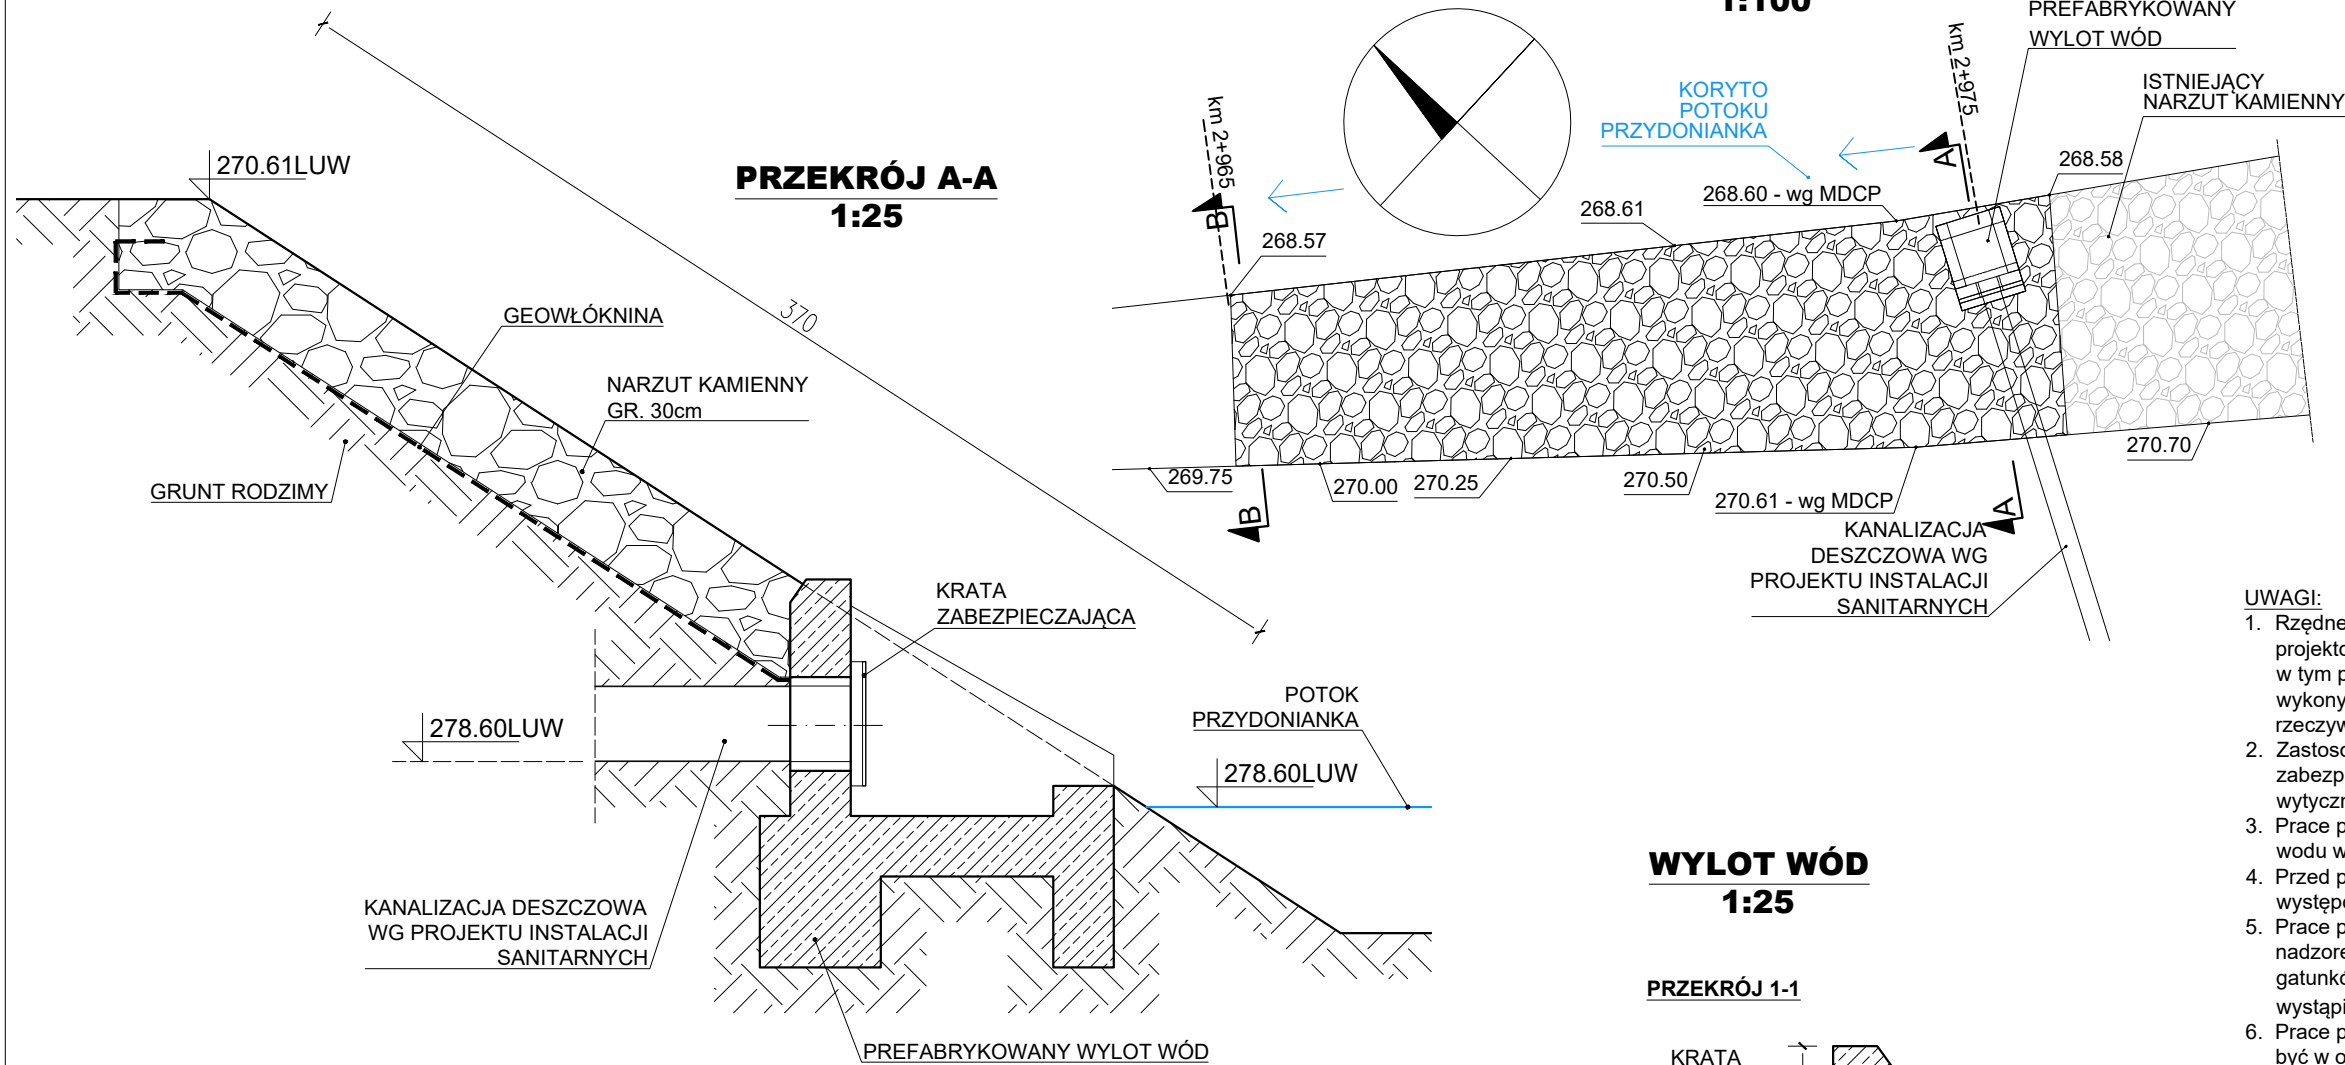 1:100
PREFABRYKOWANY
WYLOT WÓD
km 2+975
ISTNIEJĄCY
NARZUT KAMIENNY
KORYTO
POTOKU
PRZYDONIANKA
km 2+965
A
B
268.58
268.60 - wg MDCP
268.61
268.57
269.75
270.00
270.25
270.50
270.61 - wg MDCP
270.70
B
A
KANALIZACJA
DESZCZOWA WG
PROJEKTU INSTALACJI
SANITARNYCH
PRZEKRÓJ A-A
1:25
270.61LUW
370
GEOWŁÓKNINA
NARZUT KAMIENNY
GR. 30cm
GRUNT RODZIMY
KRATA
ZABEZPIECZAJĄCA
278.60LUW
POTOK
PRZYDONIANKA
278.60LUW
KANALIZACJA DESZCZOWA
WG PROJEKTU INSTALACJI
SANITARNYCH
PREFABRYKOWANY WYLOT WÓD
WYLOT WÓD
1:25
PRZEKRÓJ 1-1
KRATA
UWAGI:
1. Rzędne
projekto
w tym p
wykony
rzeczyw
2. Zastoso
zabezp
wytyczn
3. Prace p
wodu w
4. Przed p
występo
5. Prace p
nadzore
gatunkó
wystąpi
6. Prace p
być w o